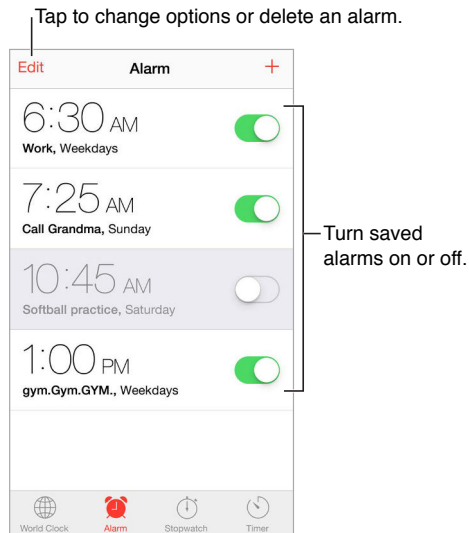 Tap to change options or delete an alarm.
Edit Alarm +
6:30 AM
Work, Weekdays
7:25 AM
Call Grandma, Sunday
Turn saved
alarms on or off.
10:45 AM
Softball practice, Saturday
1:00 PM
gym.Gym.GYM., Weekdays
World Clock Alarm Stopwatch Timer